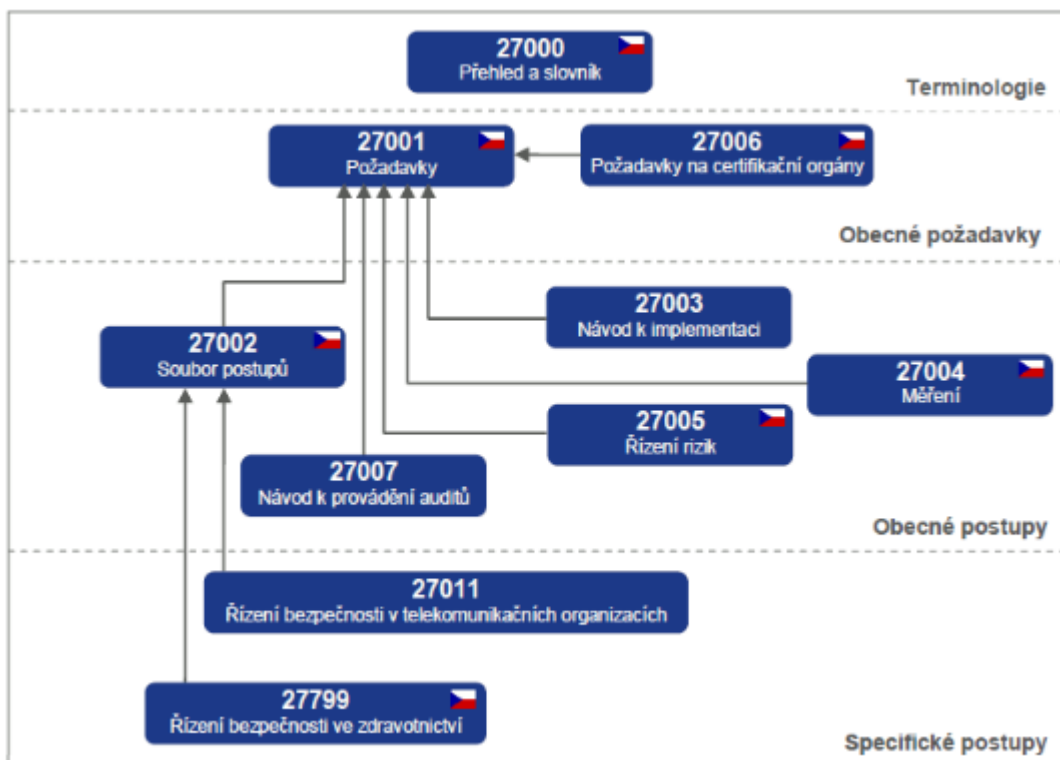 27000
Přehled a slovník
Terminologie
27001
Požadavky
27006
Požadavky na certifikační orgány
Obecné požadavky
27003
Návod k implementaci
27002
Soubor postupů
27004
Měření
27005
Řízení rizik
27007
Návod k provádění auditů
Obecné postupy
27011
Řízení bezpečnosti v telekomunikačních organizacích
27799
Řízení bezpečnosti ve zdravotnictví
Specifické postupy